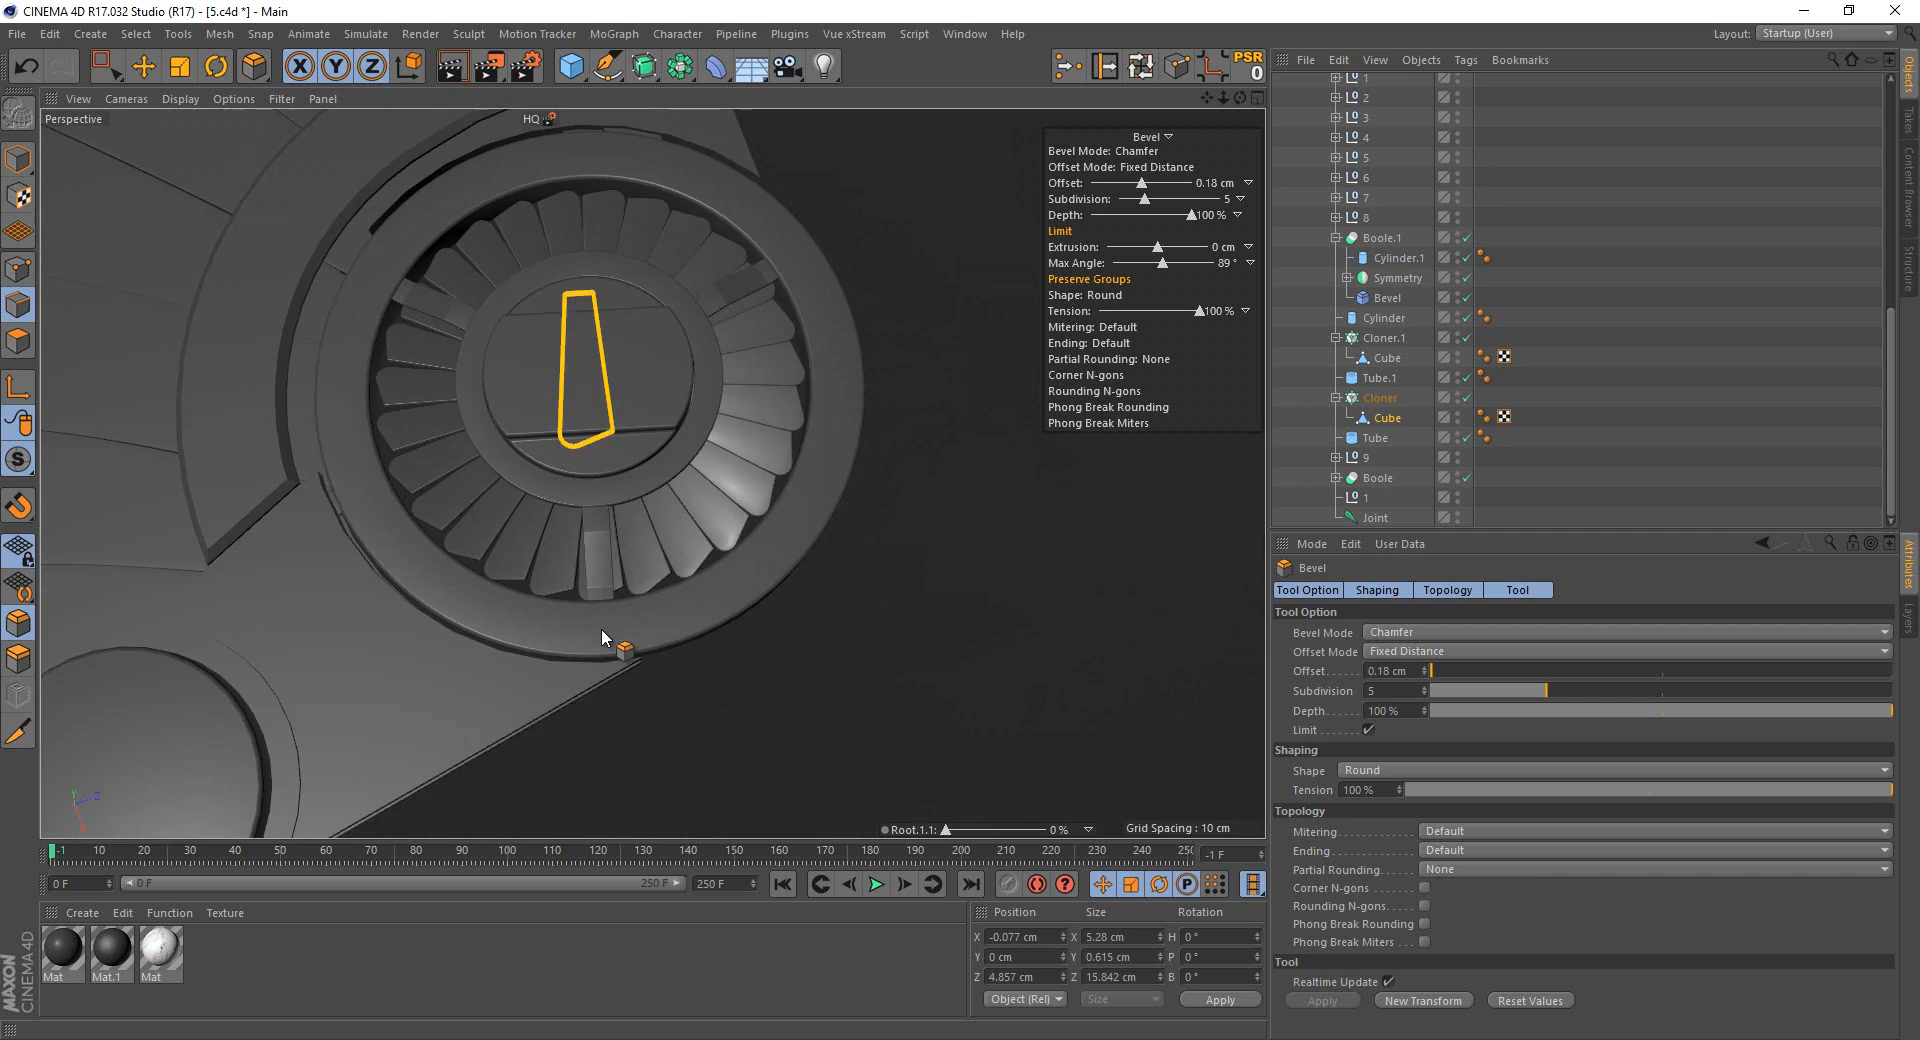 CINEMA 4D R17.032 Studio (R17) - [5.c4d *] - Main
File Edit Create Select Tools Mesh Snap Animate Simulate Render Sculpt Motion Tracker MoGraph Character Pipeline Plugins Vue xStream Script Window Help
Layout: Startup (User)
X Y Z PSR 0
File Edit View Objects Tags Bookmarks
View Cameras Display Options Filter Panel
Perspective
HQ
Bevel
Bevel Mode: Chamfer
Offset Mode: Fixed Distance
Offset: 0.18 cm
Subdivision: 5
Depth: 100 %
Limit
Extrusion: 0 cm
Max Angle: 89 °
Preserve Groups
Shape: Round
Tension: 100 %
Mitering: Default
Ending: Default
Partial Rounding: None
Corner N-gons
Rounding N-gons
Phong Break Rounding
Phong Break Miters
1
2
3
4
5
6
7
8
Boole.1
Cylinder.1
Symmetry
Bevel
Cylinder
Cloner.1
Cube
Tube.1
Cloner
Cube
Tube
9
Boole
1
Joint
Objects
Takes
Content Browser
Structure
Attributes
Layers
Mode Edit User Data
Bevel
Tool Option Shaping Topology Tool
Tool Option
Bevel Mode Chamfer
Offset Mode Fixed Distance
Offset...... 0.18 cm
Subdivision 5
Depth..... 100 %
Limit.......
Shaping
Shape Round
Tension 100 %
Topology
Mitering............. Default
Ending.............. Default
Partial Rounding...... None
Corner N-gons .......
Rounding N-gons.....
Phong Break Rounding
Phong Break Miters ...
Tool
Realtime Update
Apply New Transform Reset Values
Y Z X
Root.1.1: 0 % Grid Spacing : 10 cm
-1 10 20 30 40 50 60 70 80 90 100 110 120 130 140 150 160 170 180 190 200 210 220 230 240 250 -1 F
0 F 0 F 250 F 250 F
Create Edit Function Texture
Mat Mat.1 Mat
Position Size Rotation
X -0.077 cm X 5.28 cm H 0 °
Y 0 cm Y 0.615 cm P 0 °
Z 4.857 cm Z 15.842 cm B 0 °
Object (Rel) Size Apply
MAXON
CINEMA 4D